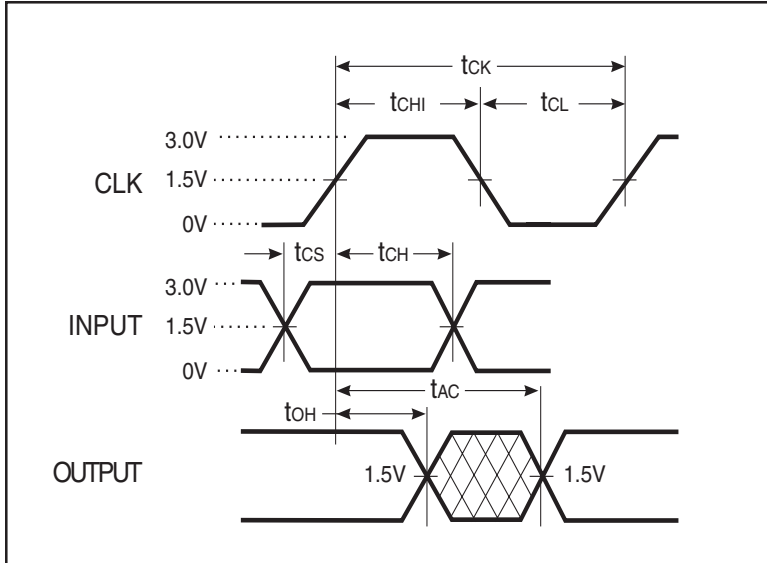 tCK
tCHI
tCL
3.0V
CLK
1.5V
0V
tCS
tCH
3.0V
INPUT
1.5V
0V
tAC
tOH
OUTPUT
1.5V
1.5V